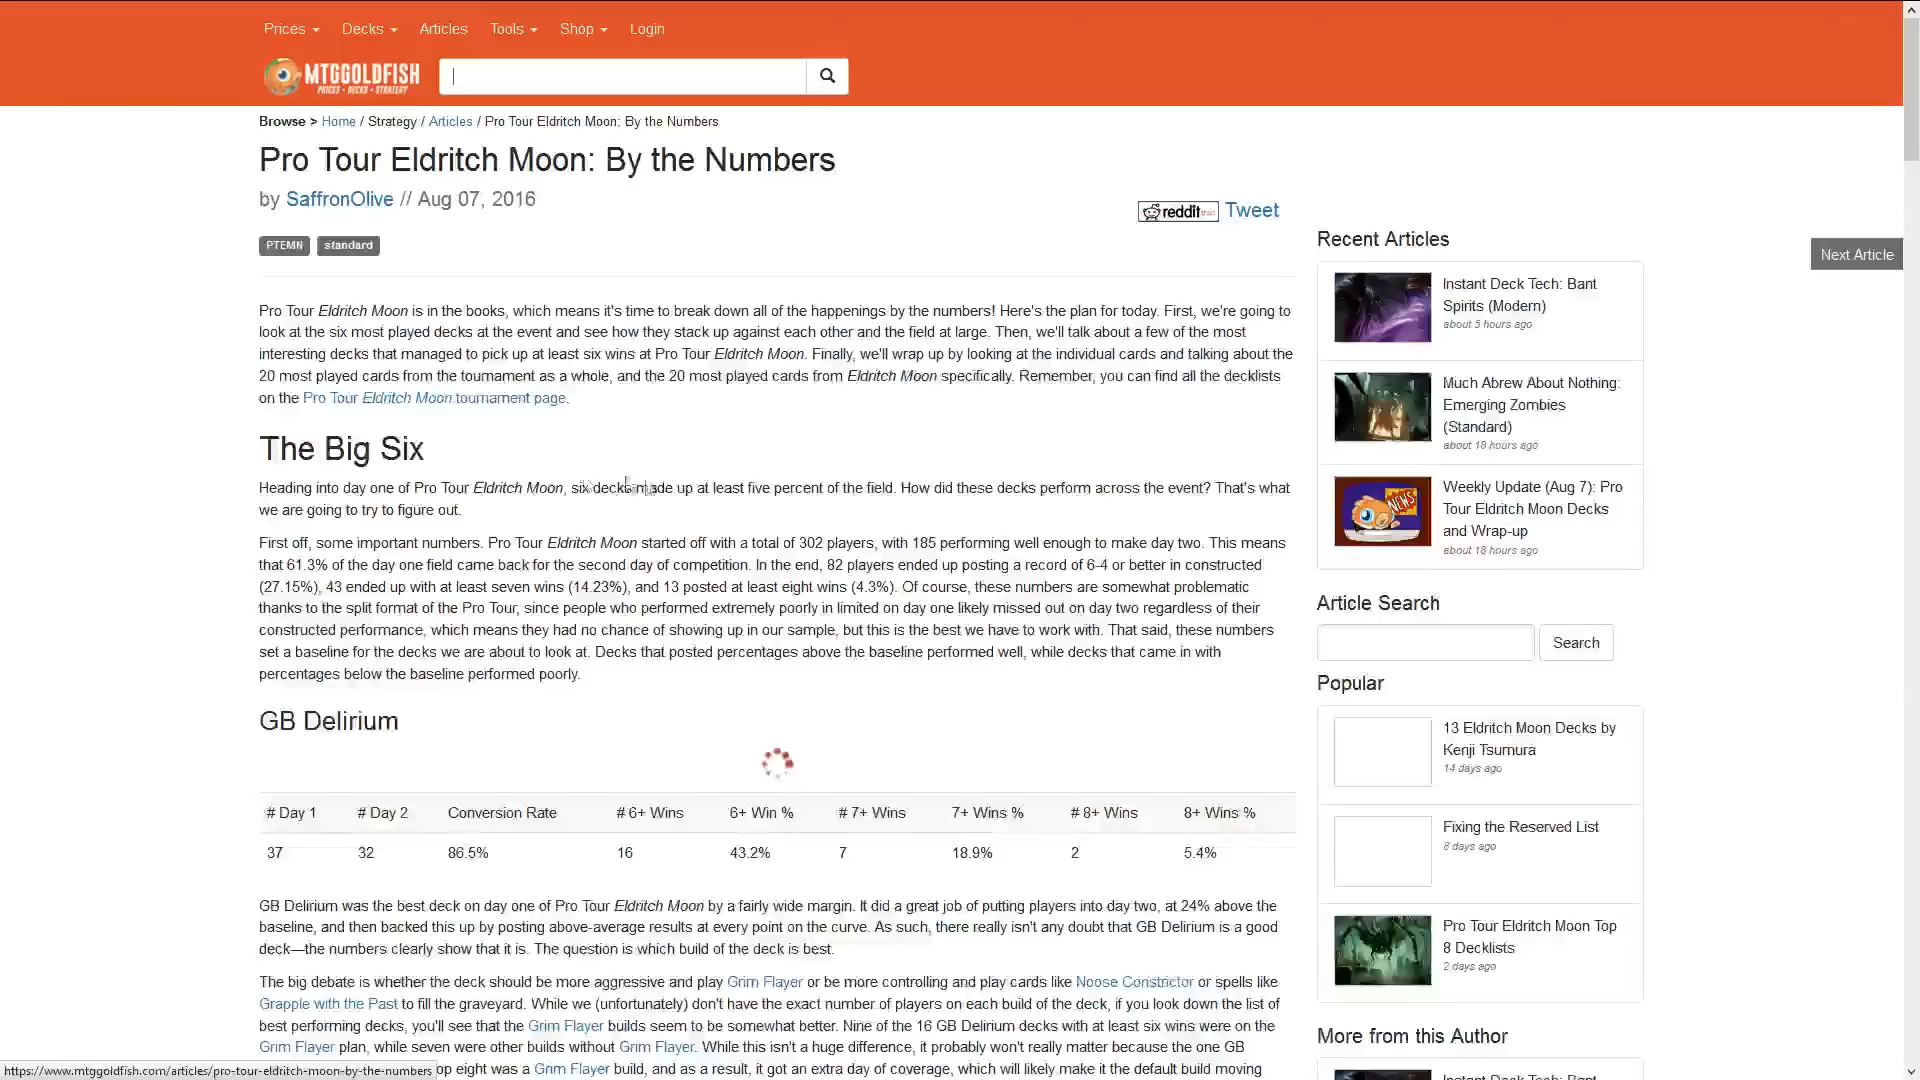 Prices Decks Articles Tools Shop Login
MTGGOLDFISH
PRICES • DECKS • STRATEGY
Browse > Home / Strategy / Articles / Pro Tour Eldritch Moon: By the Numbers
Pro Tour Eldritch Moon: By the Numbers
by SaffronOlive // Aug 07, 2016
reddit Tweet
PTEMN standard
Pro Tour Eldritch Moon is in the books, which means it's time to break down all of the happenings by the numbers! Here's the plan for today. First, we're going to
look at the six most played decks at the event and see how they stack up against each other and the field at large. Then, we'll talk about a few of the most
interesting decks that managed to pick up at least six wins at Pro Tour Eldritch Moon. Finally, we'll wrap up by looking at the individual cards and talking about the
20 most played cards from the tournament as a whole, and the 20 most played cards from Eldritch Moon specifically. Remember, you can find all the decklists
on the Pro Tour Eldritch Moon tournament page.
The Big Six
Heading into day one of Pro Tour Eldritch Moon, six decks made up at least five percent of the field. How did these decks perform across the event? That's what
we are going to try to figure out.
First off, some important numbers. Pro Tour Eldritch Moon started off with a total of 302 players, with 185 performing well enough to make day two. This means
that 61.3% of the day one field came back for the second day of competition. In the end, 82 players ended up posting a record of 6-4 or better in constructed
(27.15%), 43 ended up with at least seven wins (14.23%), and 13 posted at least eight wins (4.3%). Of course, these numbers are somewhat problematic
thanks to the split format of the Pro Tour, since people who performed extremely poorly in limited on day one likely missed out on day two regardless of their
constructed performance, which means they had no chance of showing up in our sample, but this is the best we have to work with. That said, these numbers
set a baseline for the decks we are about to look at. Decks that posted percentages above the baseline performed well, while decks that came in with
percentages below the baseline performed poorly.
GB Delirium
# Day 1 # Day 2 Conversion Rate # 6+ Wins 6+ Win % # 7+ Wins 7+ Wins % # 8+ Wins 8+ Wins %
37 32 86.5% 16 43.2% 7 18.9% 2 5.4%
GB Delirium was the best deck on day one of Pro Tour Eldritch Moon by a fairly wide margin. It did a great job of putting players into day two, at 24% above the
baseline, and then backed this up by posting above-average results at every point on the curve. As such, there really isn't any doubt that GB Delirium is a good
deck—the numbers clearly show that it is. The question is which build of the deck is best.
The big debate is whether the deck should be more aggressive and play Grim Flayer or be more controlling and play cards like Noose Constrictor or spells like
Grapple with the Past to fill the graveyard. While we (unfortunately) don't have the exact number of players on each build of the deck, if you look down the list of
best performing decks, you'll see that the Grim Flayer builds seem to be somewhat better. Nine of the 16 GB Delirium decks with at least six wins were on the
Grim Flayer plan, while seven were other builds without Grim Flayer. While this isn't a huge difference, it probably won't really matter because the one GB
op eight was a Grim Flayer build, and as a result, it got an extra day of coverage, which will likely make it the default build moving
https://www.mtggoldfish.com/articles/pro-tour-eldritch-moon-by-the-numbers
Next Article
Recent Articles
Instant Deck Tech: Bant
Spirits (Modern)
about 5 hours ago
Much Abrew About Nothing:
Emerging Zombies
(Standard)
about 18 hours ago
NEWS
Weekly Update (Aug 7): Pro
Tour Eldritch Moon Decks
and Wrap-up
about 18 hours ago
Article Search
Search
Popular
13 Eldritch Moon Decks by
Kenji Tsumura
14 days ago
Fixing the Reserved List
8 days ago
Pro Tour Eldritch Moon Top
8 Decklists
2 days ago
More from this Author
Instant Deck Tech: Bant